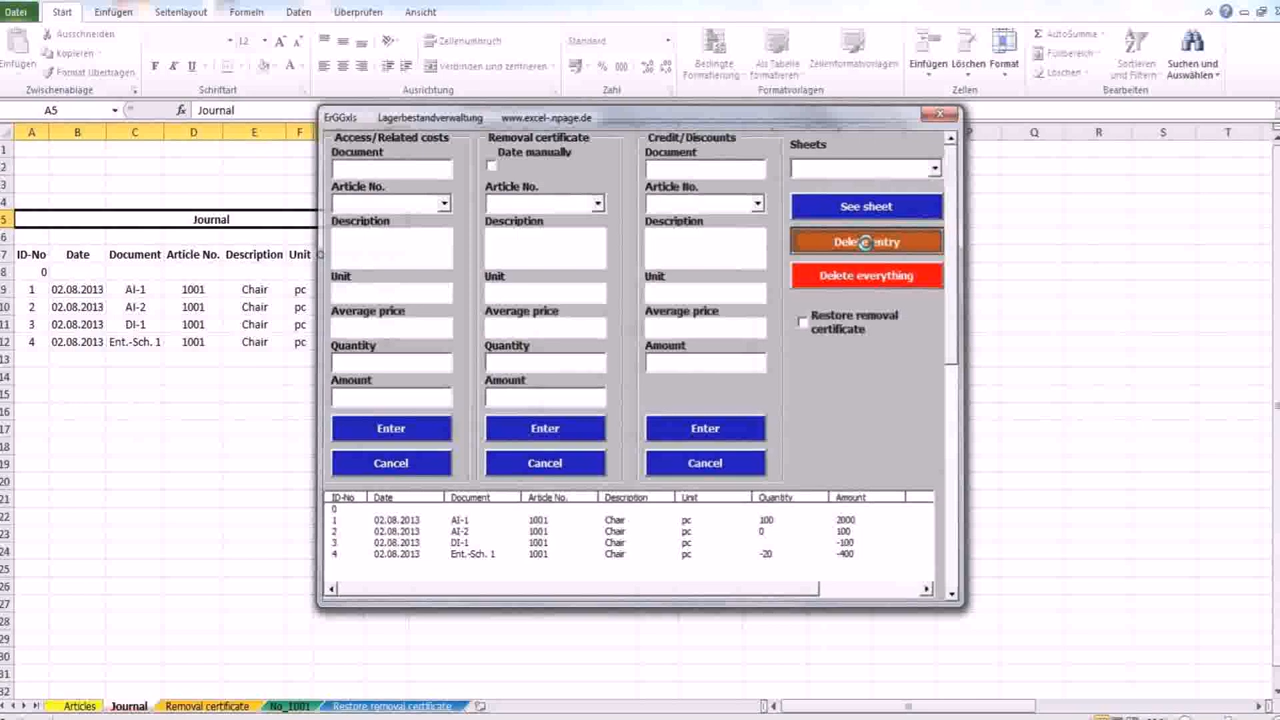 Datei Start Einfügen Seitenlayout Formeln Daten Überprüfen Ansicht
Ausschneiden
Kopieren
Format übertragen
Einfügen
Zwischenablage
12
F K U
Schriftart
Zeilenumbruch
Verbinden und zentrieren
Ausrichtung
Standard
% 000
Zahl
Bedingte Formatierung
Als Tabelle formatieren
Zellenformatvorlagen
Formatvorlagen
Einfügen Löschen Format
Zellen
Σ AutoSumme
Füllbereich
Löschen
Sortieren und Filtern
Suchen und Auswählen
Bearbeiten
A5 fx Journal
A B C D E F Q R S T
Journal
ID-No Date Document Article No. Description Unit
0
1 02.08.2013 AI-1 1001 Chair pc
2 02.08.2013 AI-2 1001 Chair pc
3 02.08.2013 DI-1 1001 Chair pc
4 02.08.2013 Ent.-Sch. 1 1001 Chair pc
ErGGxls Lagerbestandverwaltung www.excel-.npage.de
Access/Related costs
Document
Article No.
Description
Unit
Average price
Quantity
Amount
Enter
Cancel
Removal certificate
Date manually
Article No.
Description
Unit
Average price
Quantity
Amount
Enter
Cancel
Credit/Discounts
Document
Article No.
Description
Unit
Average price
Amount
Enter
Cancel
Sheets
See sheet
Delete entry
Delete everything
Restore removal
certificate
ID-No Date Document Article No. Description Unit Quantity Amount
0
1 02.08.2013 AI-1 1001 Chair pc 100 2000
2 02.08.2013 AI-2 1001 Chair pc 0 100
3 02.08.2013 DI-1 1001 Chair pc -100
4 02.08.2013 Ent.-Sch. 1 1001 Chair pc -20 -400
Articles Journal Removal certificate No_1001 Restore removal certificate